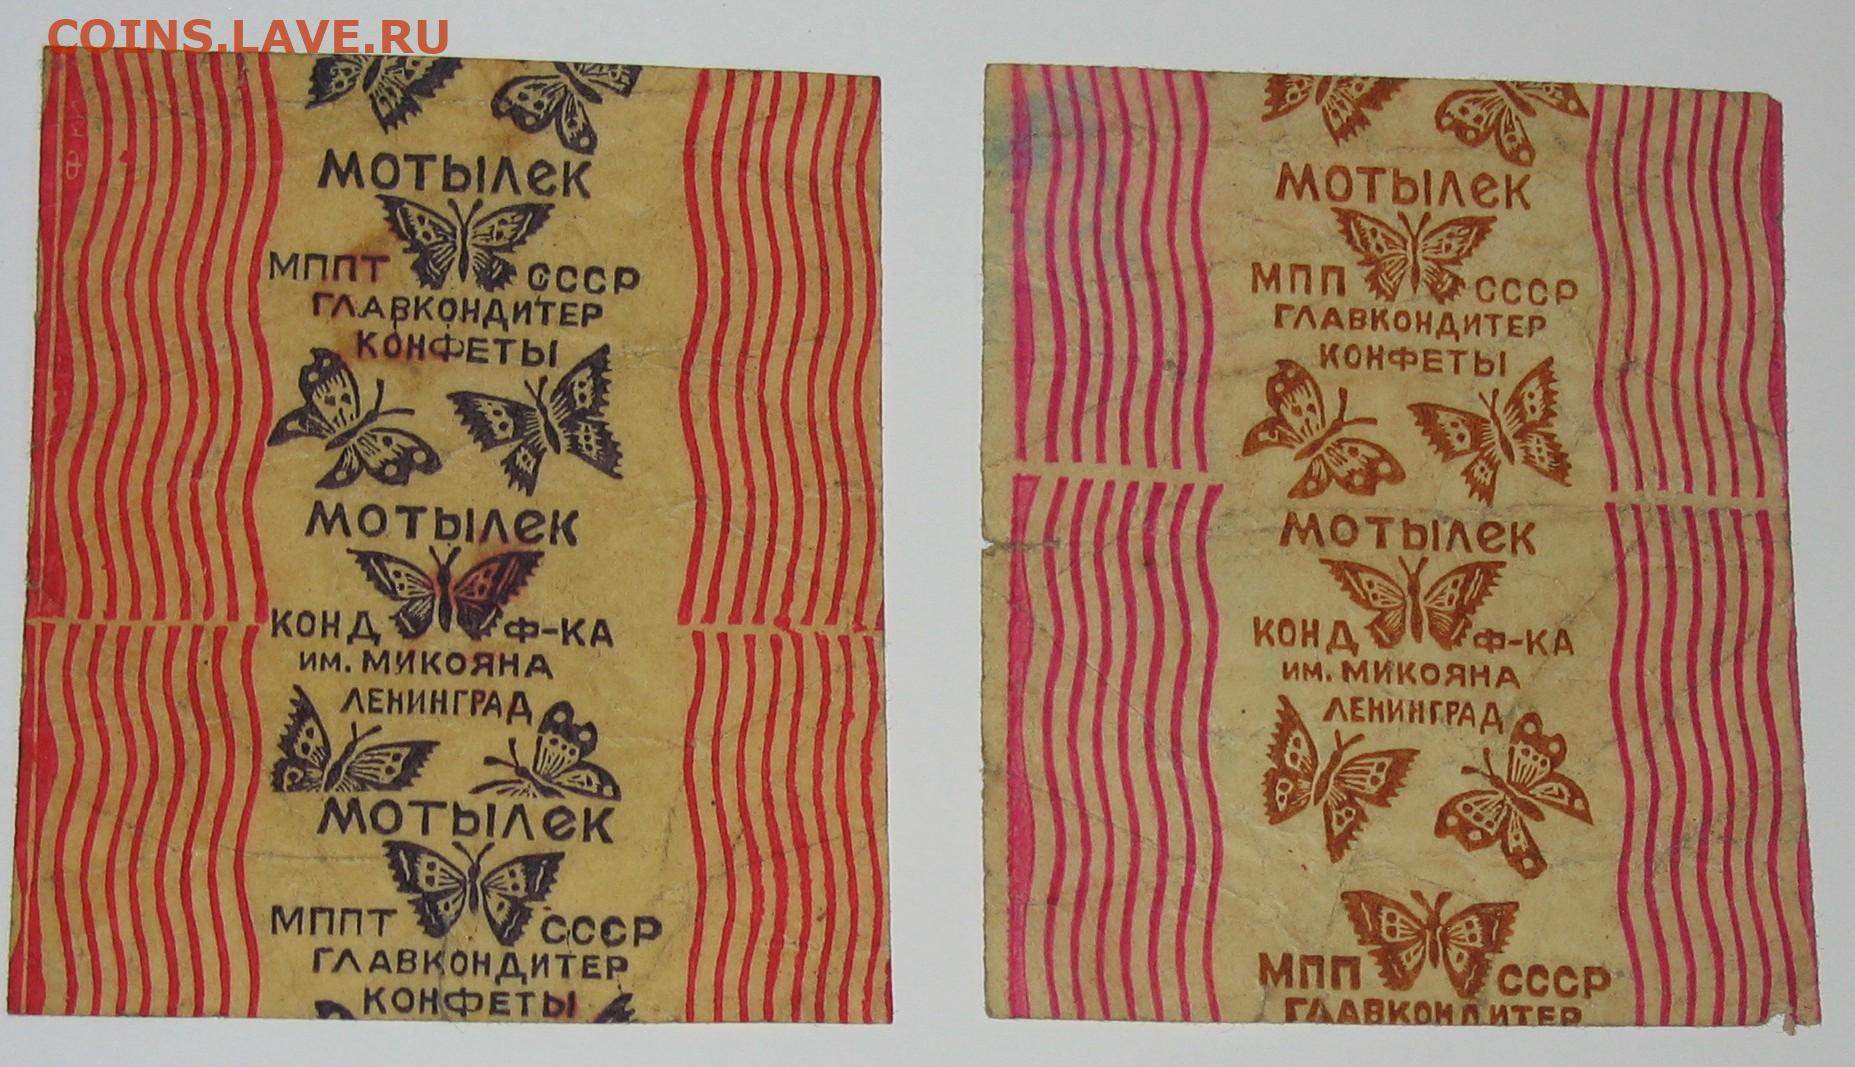 COINS.LAVE.RU
МОТЫЛЕК
МППТ СССР
ГЛАВКОНДИТЕР
КОНФЕТЫ
МОТЫЛЕК
КОНД Ф-КА
ИМ. МИКОЯНА
ЛЕНИНГРАД
МОТЫЛЕК
МППТ СССР
ГЛАВКОНДИТЕР
КОНФЕТЫ
МОТЫЛЕК
МПП СССР
ГЛАВКОНДИТЕР
КОНФЕТЫ
МОТЫЛЕК
КОНД Ф-КА
ИМ. МИКОЯНА
ЛЕНИНГРАД
МПП СССР
ГЛАВКОНДИТЕР